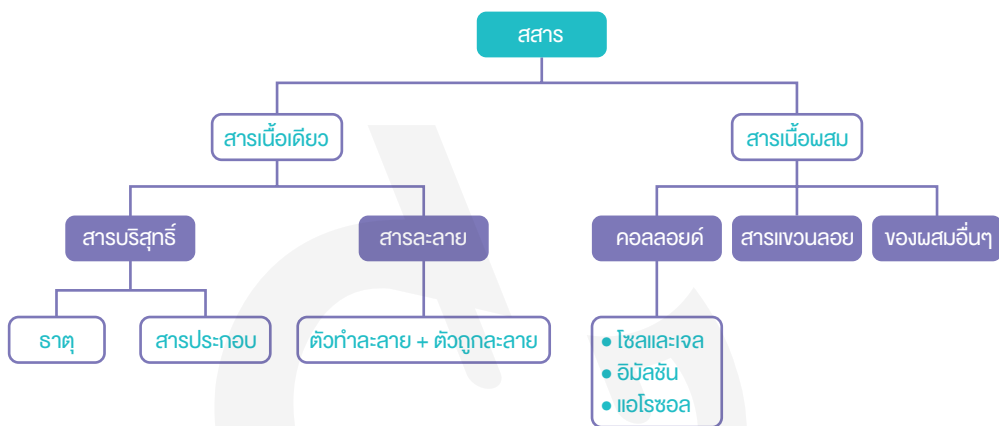 สสาร
สารเนื้อเดียว
สารเนื้อผสม
สารบริสุทธิ์
สารละลาย
คอลลอยด์
สารแขวนลอย
ของผสมอื่นๆ
ธาตุ
สารประกอบ
ตัวทำละลาย + ตัวถูกละลาย
• โซลและเจล
• อิมัลชัน
• แอโรซอล